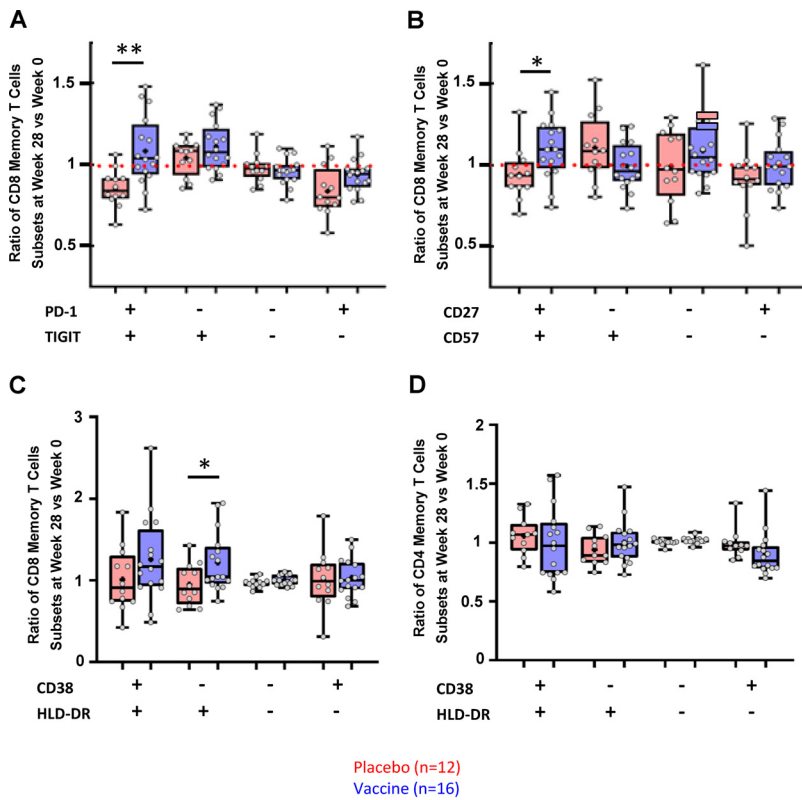 A
Ratio of CD8 Memory T Cells
Subsets at Week 28 vs Week 0
1.5
1
0.5
**
PD-1 + - - +
TIGIT + + - -
B
Ratio of CD8 Memory T Cells
Subsets at Week 28 vs Week 0
1.5
1
0.5
*
CD27 + - - +
CD57 + + - -
C
Ratio of CD8 Memory T Cells
Subsets at Week 28 vs Week 0
3
2
1
0
*
CD38 + - - +
HLD-DR + + - -
D
Ratio of CD4 Memory T Cells
Subsets at Week 28 vs Week 0
2
1.5
1
0.5
0
CD38 + - - +
HLD-DR + + - -
Placebo (n=12)
Vaccine (n=16)